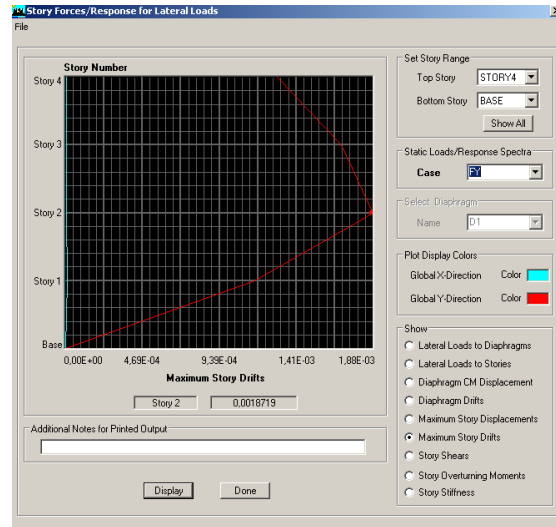 Story Forces/Response for Lateral Loads
File
Story Number
Story 4
Story 3
Story 2
Story 1
Base
0,00E+00 4,69E-04 9,39E-04 1,41E-03 1,88E-03
Maximum Story Drifts
Story 2 0,0018719
Additional Notes for Printed Output
Display Done
Set Story Range
Top Story STORY4
Bottom Story BASE
Show All
Static Loads/Response Spectra
Case FY
Select Diaphragm
Name D1
Plot Display Colors
Global X-Direction Color
Global Y-Direction Color
Show
Lateral Loads to Diaphragms
Lateral Loads to Stories
Diaphragm CM Displacement
Diaphragm Drifts
Maximum Story Displacements
Maximum Story Drifts
Story Shears
Story Overturning Moments
Story Stiffness